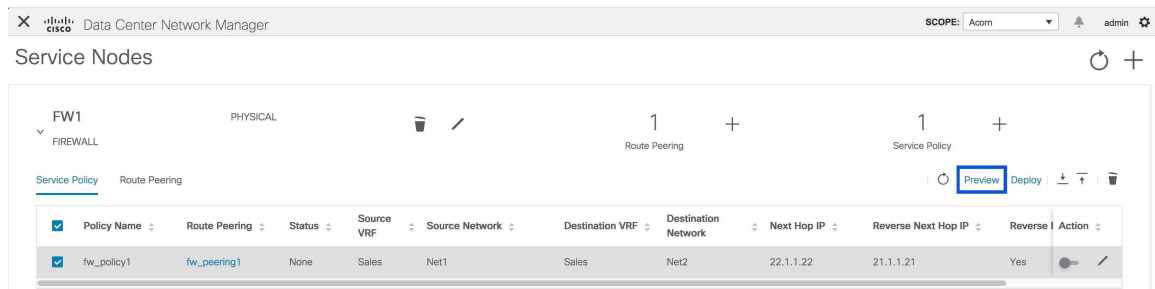 cisco Data Center Network Manager SCOPE: Acorn admin
Service Nodes
FW1 PHYSICAL 1 1
FIREWALL Route Peering Service Policy
Service Policy Route Peering Preview Deploy
Policy Name Route Peering Status Source VRF Source Network Destination VRF Destination Network Next Hop IP Reverse Next Hop IP Reverse Action
fw_policy1 fw_peering1 None Sales Net1 Sales Net2 22.1.1.22 21.1.1.21 Yes